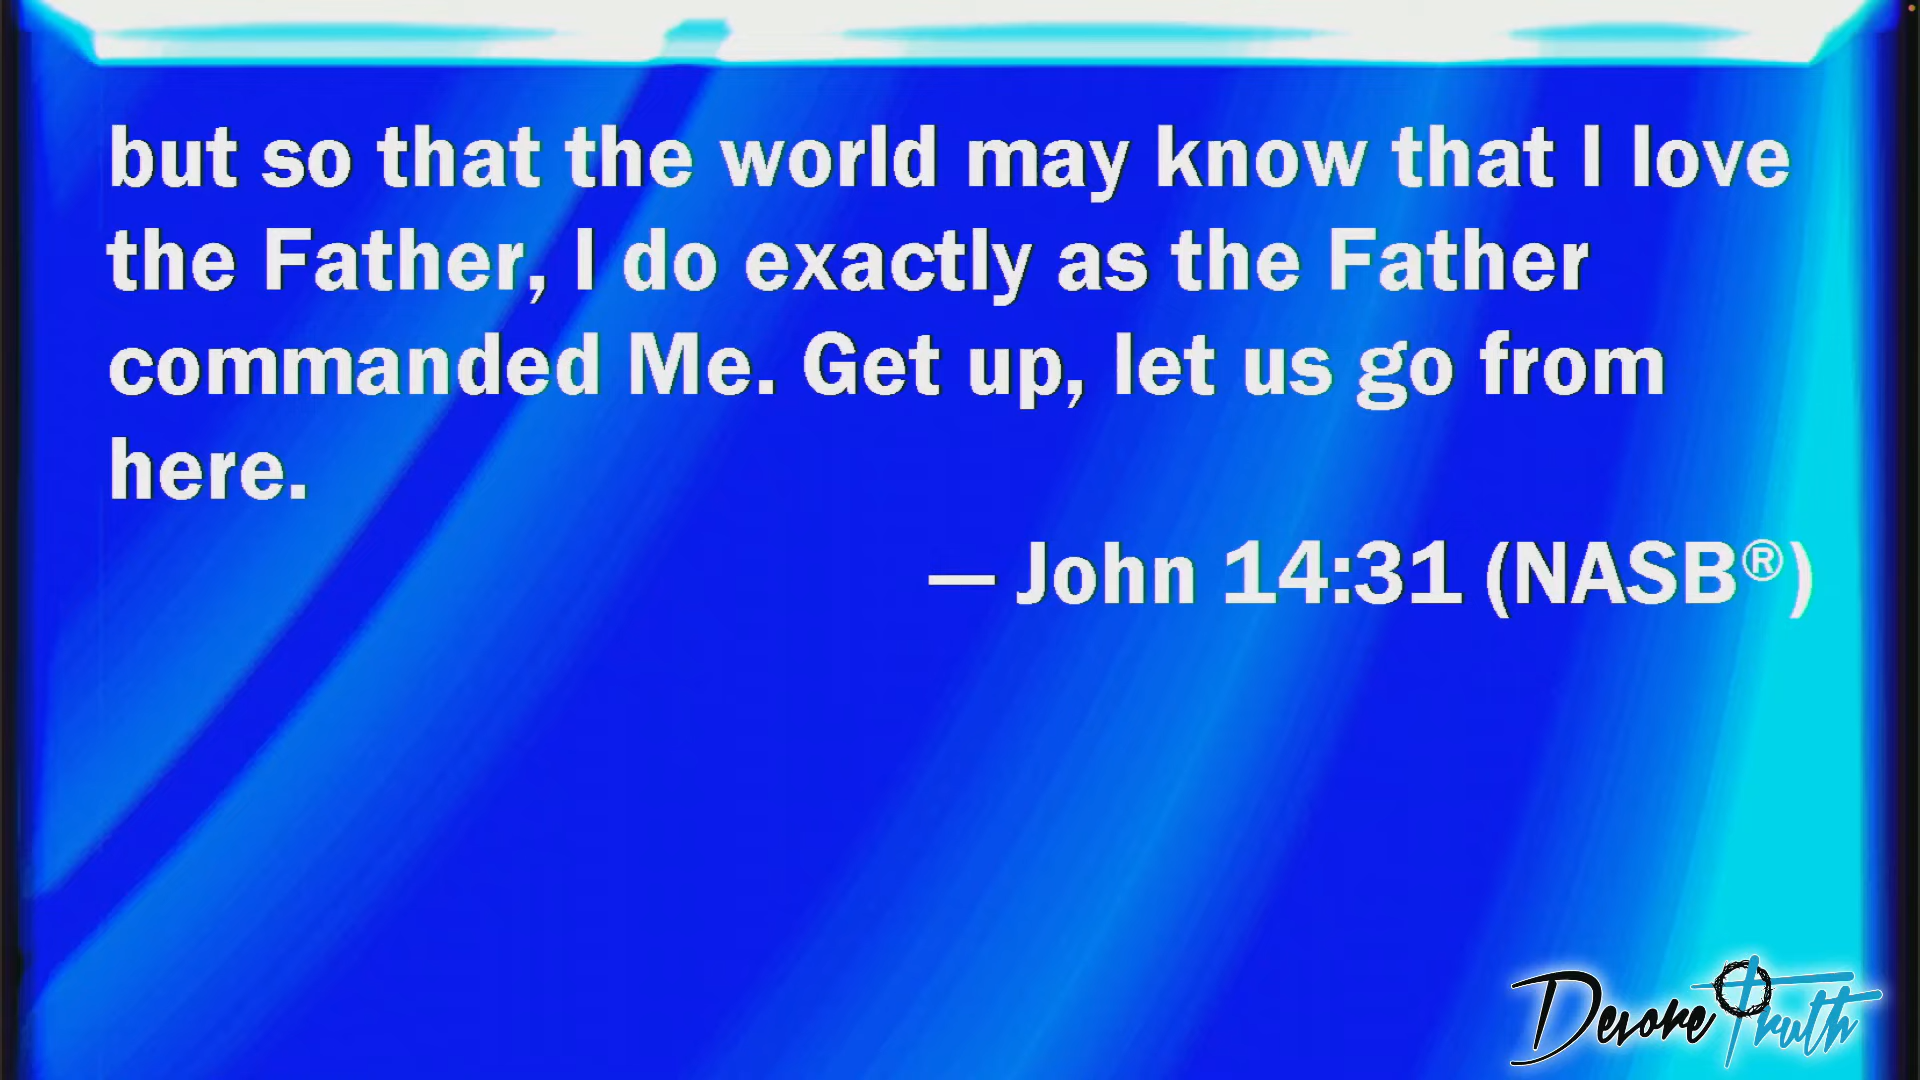 but so that the world may know that I love
the Father, I do exactly as the Father
commanded Me. Get up, let us go from
here.
— John 14:31 (NASB®)
Devore Truth